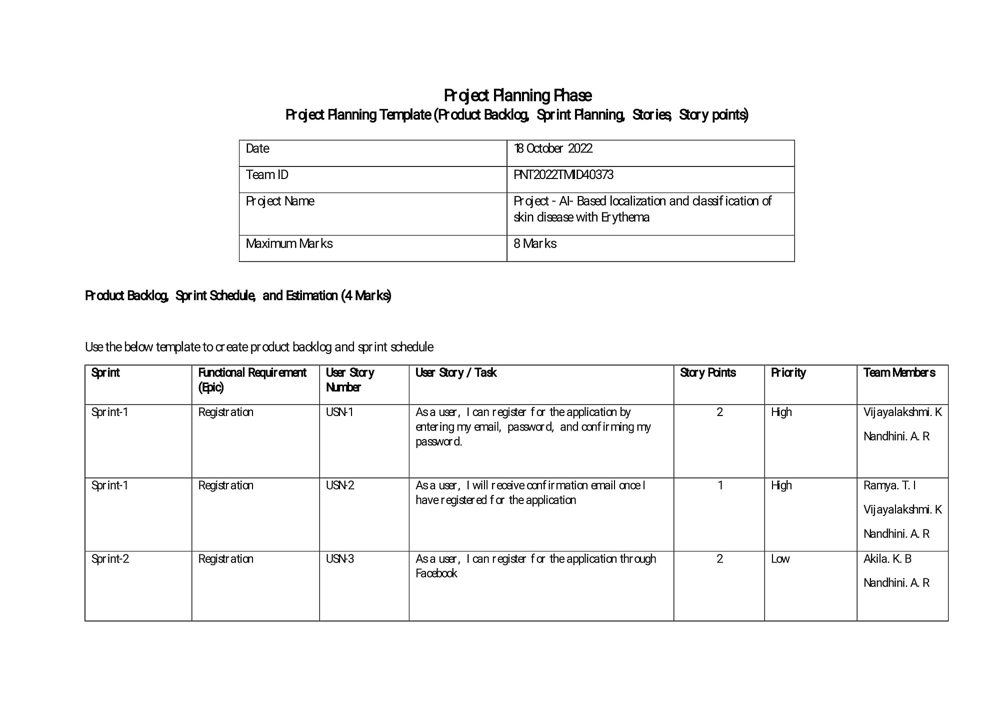 Project Planning Phase
Project Planning Template (Product Backlog, Sprint Planning, Stories, Story points)
Date 18 October 2022
Team ID PNT2022TMID40373
Project Name Project - AI- Based localization and classification of
skin disease with Erythema
Maximum Marks 8 Marks
Product Backlog, Sprint Schedule, and Estimation (4 Marks)
Use the below template to create product backlog and sprint schedule
Sprint Functional Requirement User Story User Story / Task Story Points Priority Team Members
(Epic) Number
Sprint-1 Registration USN-1 As a user, I can register for the application by 2 High Vijayalakshmi. K
entering my email, password, and confirming my
password.
Nandhini. A. R
Sprint-1 Registration USN-2 As a user, I will receive confirmation email once I 1 High Ramya. T. I
have registered for the application
Vijayalakshmi. K
Nandhini. A. R
Sprint-2 Registration USN-3 As a user, I can register for the application through 2 Low Akila. K. B
Facebook
Nandhini. A. R